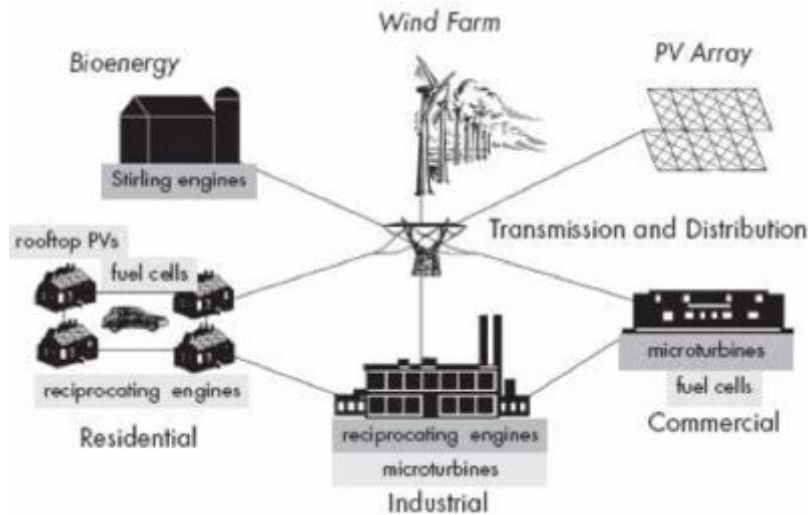 Wind Farm
Bioenergy
PV Array
Stirling engines
Transmission and Distribution
rooftop PVs
fuel cells
reciprocating engines
Residential
microturbines
fuel cells
Commercial
reciprocating engines
microturbines
Industrial